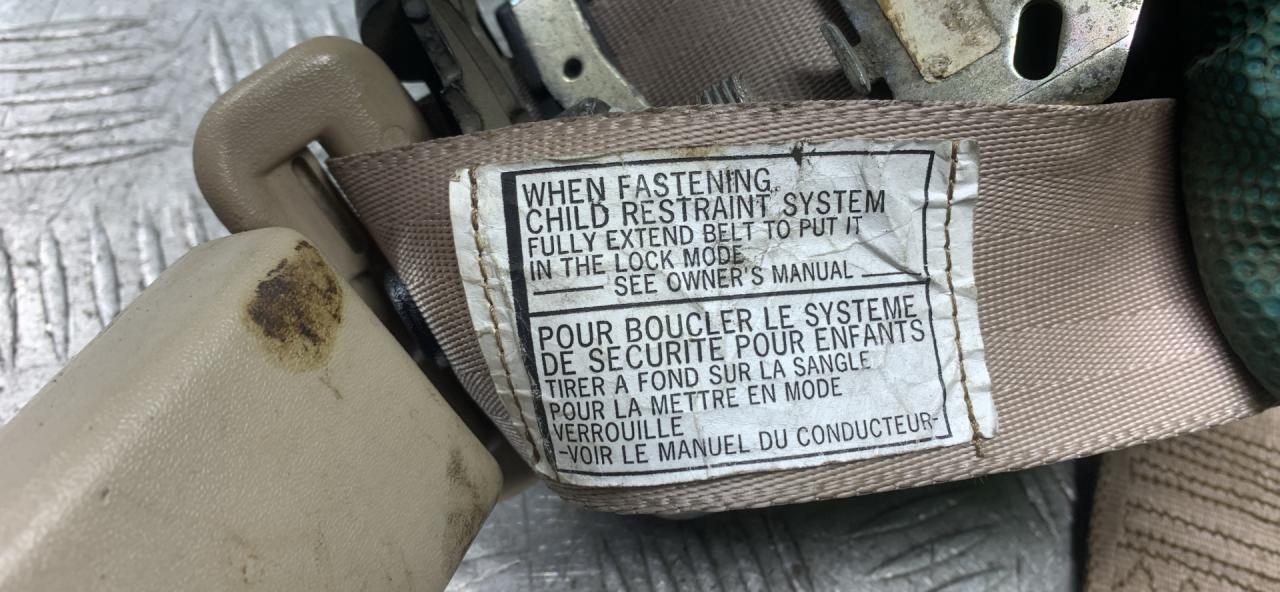 WHEN FASTENING
CHILD RESTRAINT SYSTEM
FULLY EXTEND BELT TO PUT IT
IN THE LOCK MODE
SEE OWNER'S MANUAL
POUR BOUCLER LE SYSTEME
DE SECURITE POUR ENFANTS
TIRER A FOND SUR LA SANGLE
POUR LA METTRE EN MODE
VERROUILLE
-VOIR LE MANUEL DU CONDUCTEUR-